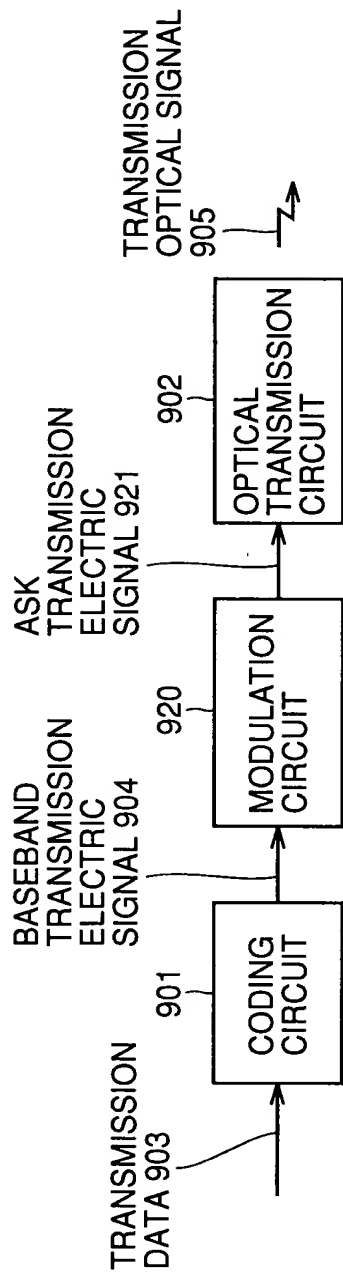 TRANSMISSION
DATA 903
901
CODING
CIRCUIT
BASEBAND
TRANSMISSION
ELECTRIC
SIGNAL 904
920
MODULATION
CIRCUIT
ASK
TRANSMISSION
ELECTRIC
SIGNAL 921
902
OPTICAL
TRANSMISSION
CIRCUIT
TRANSMISSION
OPTICAL SIGNAL
905